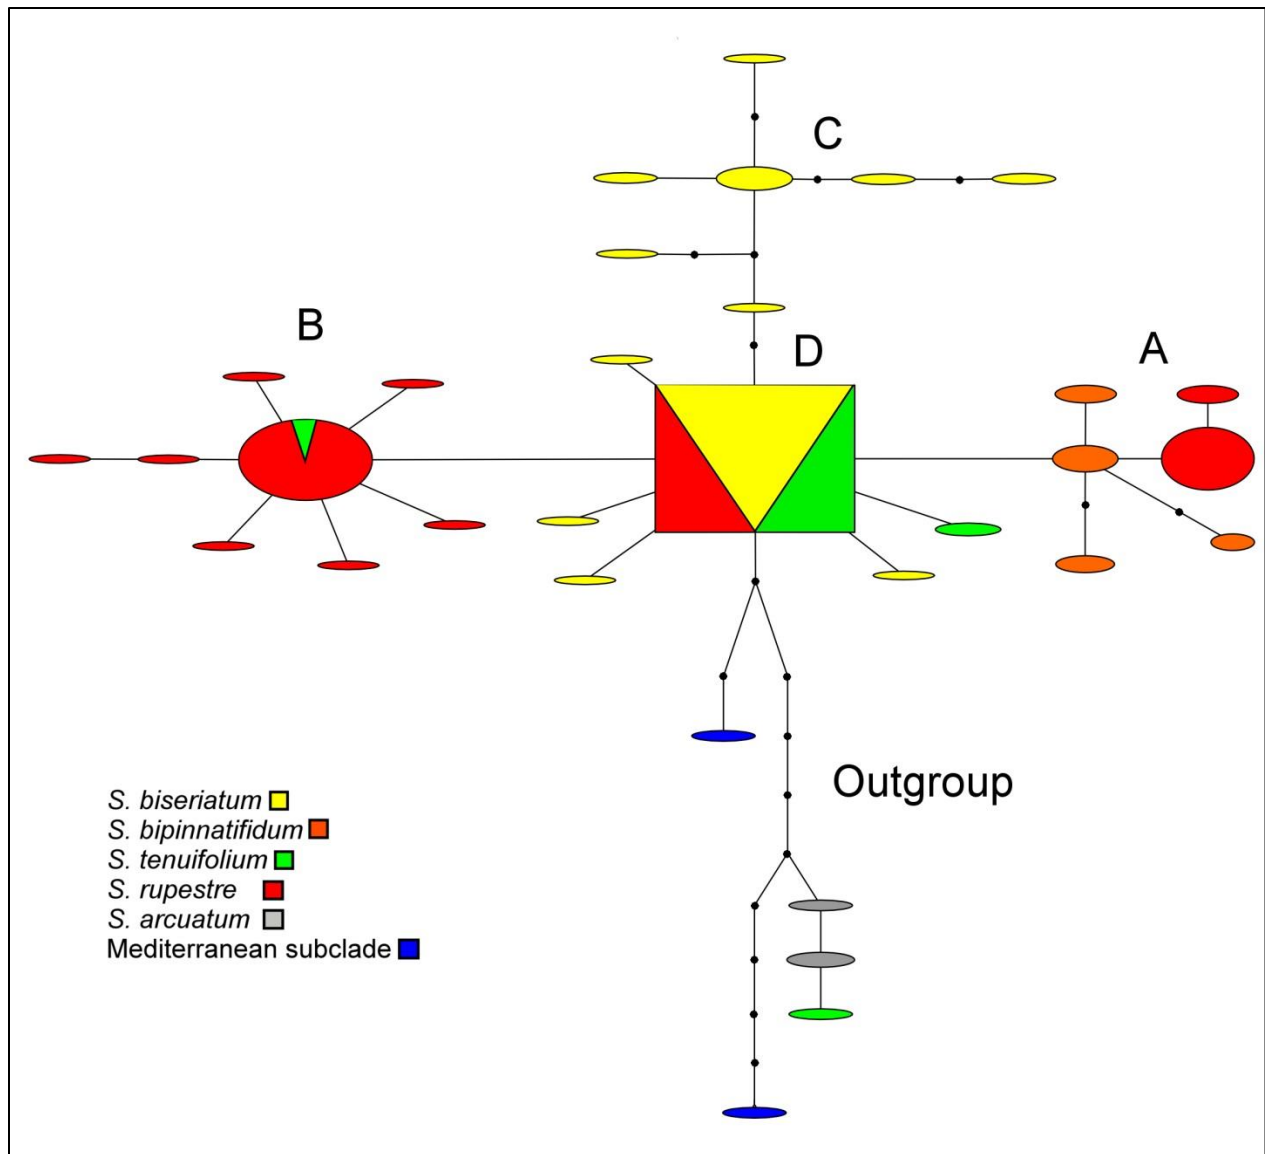 C
B
D
A
Outgroup
S. biseriatum
S. bipinnatifidum
S. tenuifolium
S. rupestre
S. arcuatum
Mediterranean subclade